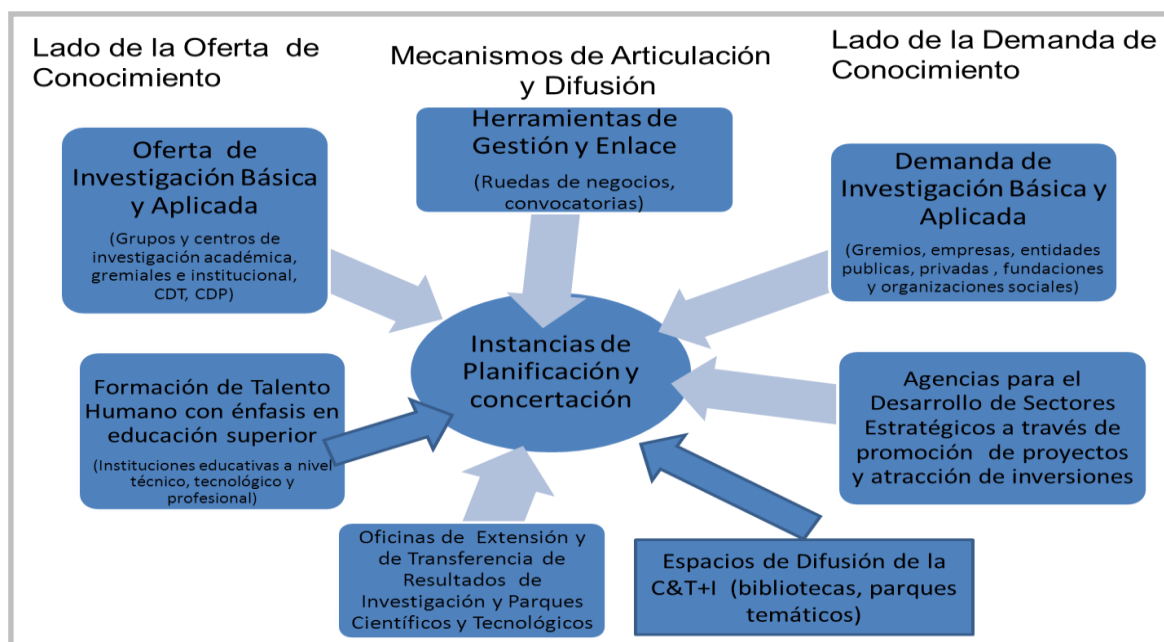 Lado de la Oferta de
Conocimiento
Mecanismos de Articulación
y Difusión
Lado de la Demanda de
Conocimiento
Oferta de
Investigación Básica
y Aplicada
(Grupos y centros de
investigación académica,
gremiales e institucional,
CDT, CDP)
Herramientas de
Gestión y Enlace
(Ruedas de negocios,
convocatorias)
Demanda de
Investigación Básica y
Aplicada
(Gremios, empresas, entidades
publicas, privadas , fundaciones
y organizaciones sociales)
Instancias de
Planificación y
concertación
Formación de Talento
Humano con énfasis en
educación superior
(Instituciones educativas a nivel
técnico, tecnológico y
profesional)
Agencias para el
Desarrollo de Sectores
Estratégicos a través de
promoción de proyectos
y atracción de inversiones
Oficinas de Extensión y
de Transferencia de
Resultados de
Investigación y Parques
Científicos y Tecnológicos
Espacios de Difusión de la
C&T+I (bibliotecas, parques
temáticos)